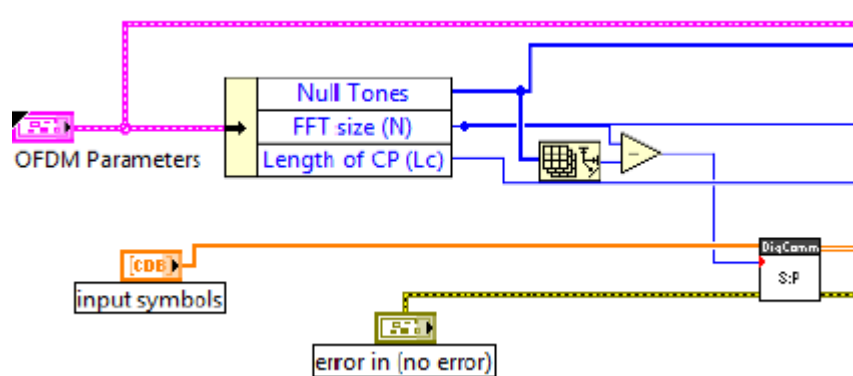 Null Tones
FFT size (N)
Length of CP (Lc)
OFDM Parameters
DigComm
S:P
[CDB]
input symbols
error in (no error)